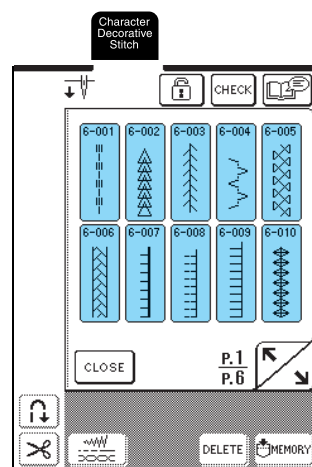 Character
Decorative
Stitch
CHECK
6-001 6-002 6-003 6-004 6-005
6-006 6-007 6-008 6-009 6-010
CLOSE
P.1
P.6
DELETE
MEMORY